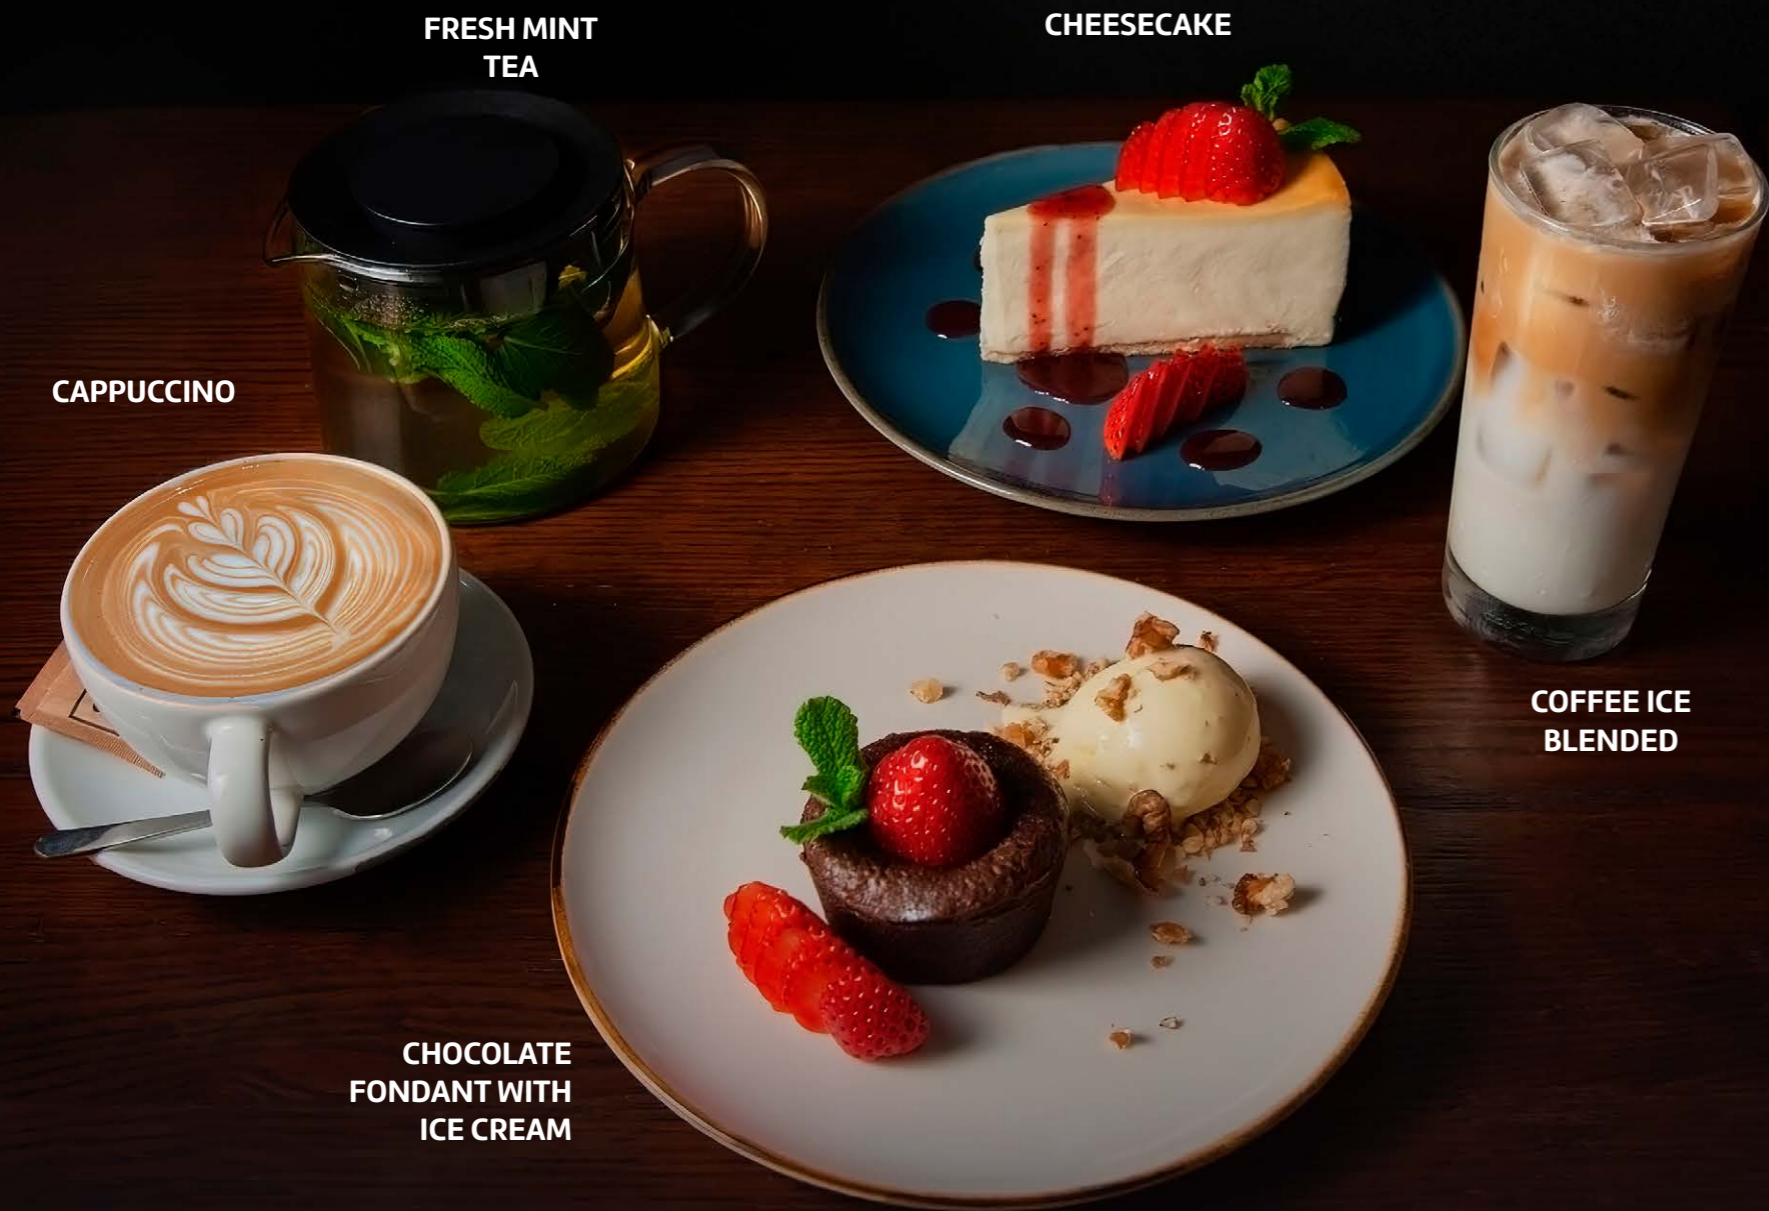 FRESH MINT
TEA
CHEESECAKE
CAPPUCCINO
COFFEE ICE
BLENDED
CHOCOLATE
FONDANT WITH
ICE CREAM